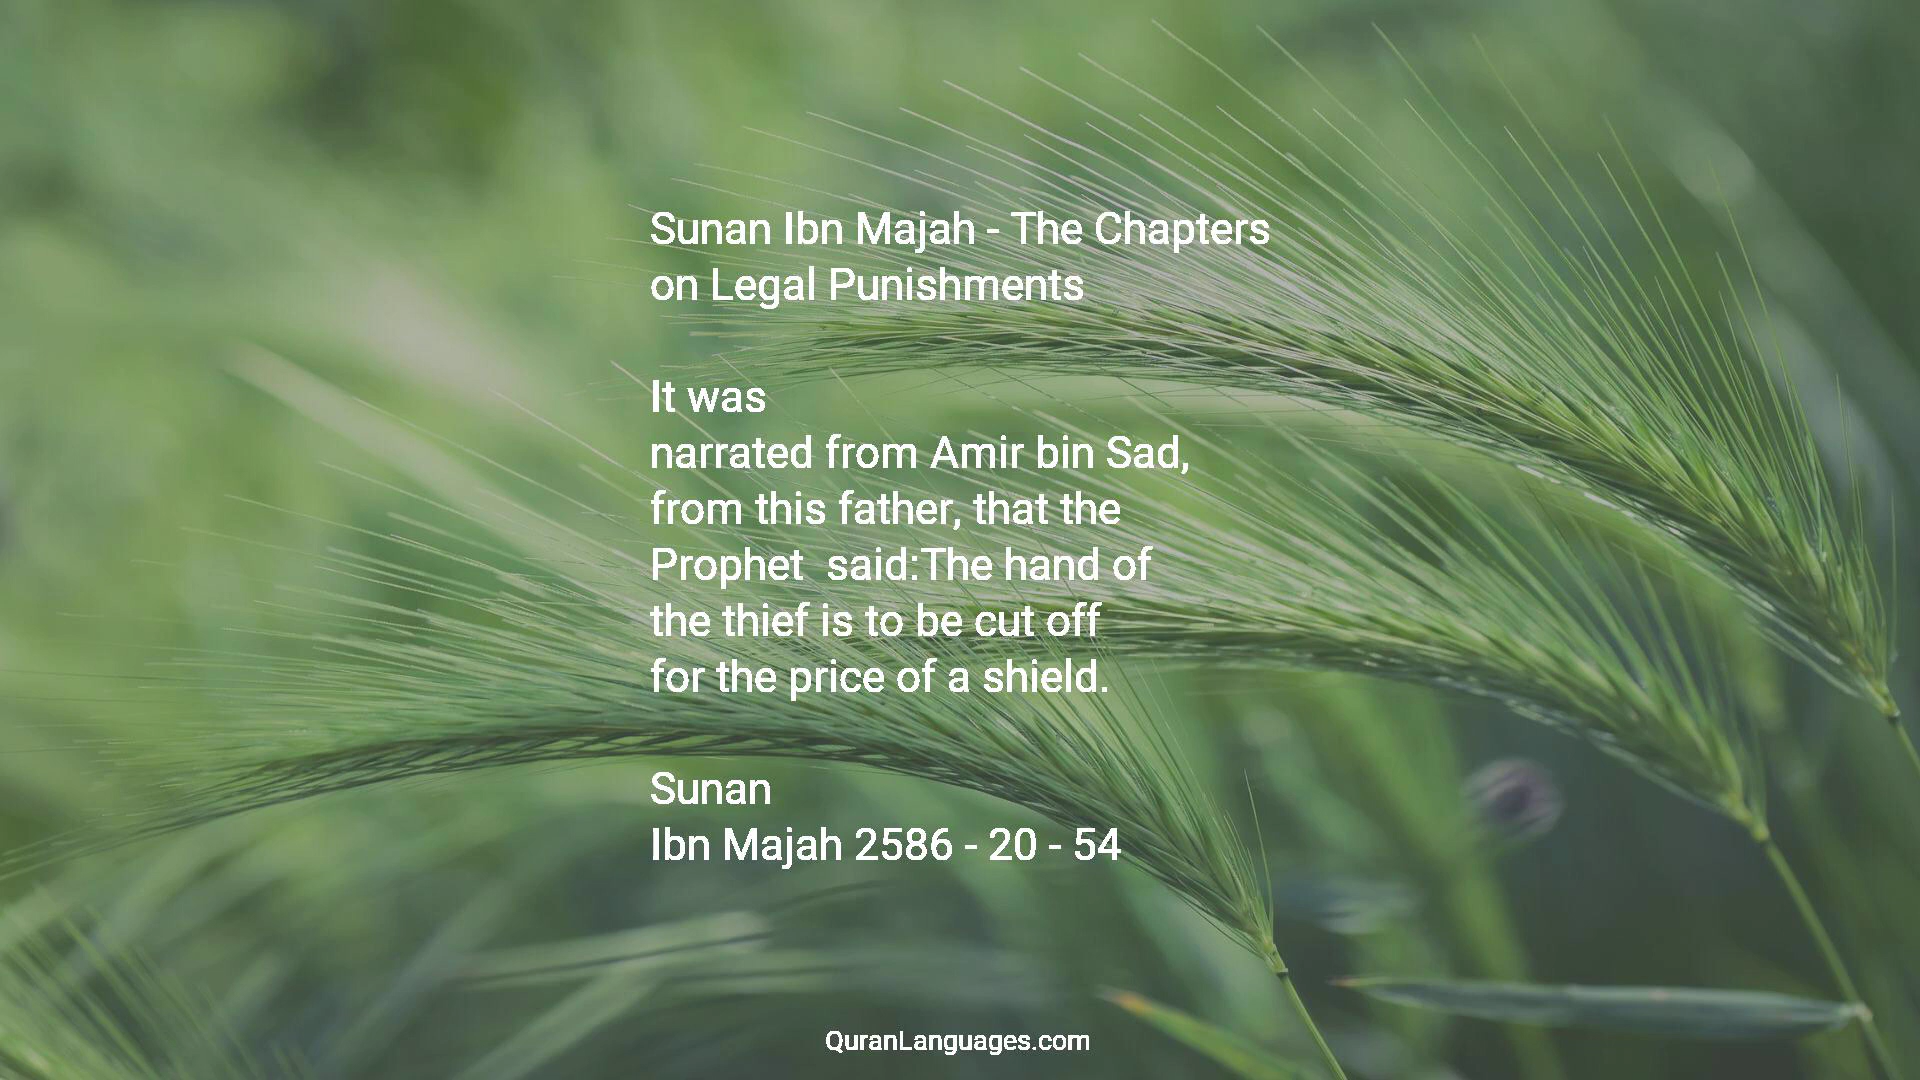 Sunan Ibn Majah - The Chapters
on Legal Punishments
It was
narrated from Amir bin Sad,
from this father, that the
Prophet  said:The hand of
the thief is to be cut off
for the price of a shield.
Sunan
Ibn Majah 2586 - 20 - 54
QuranLanguages.com